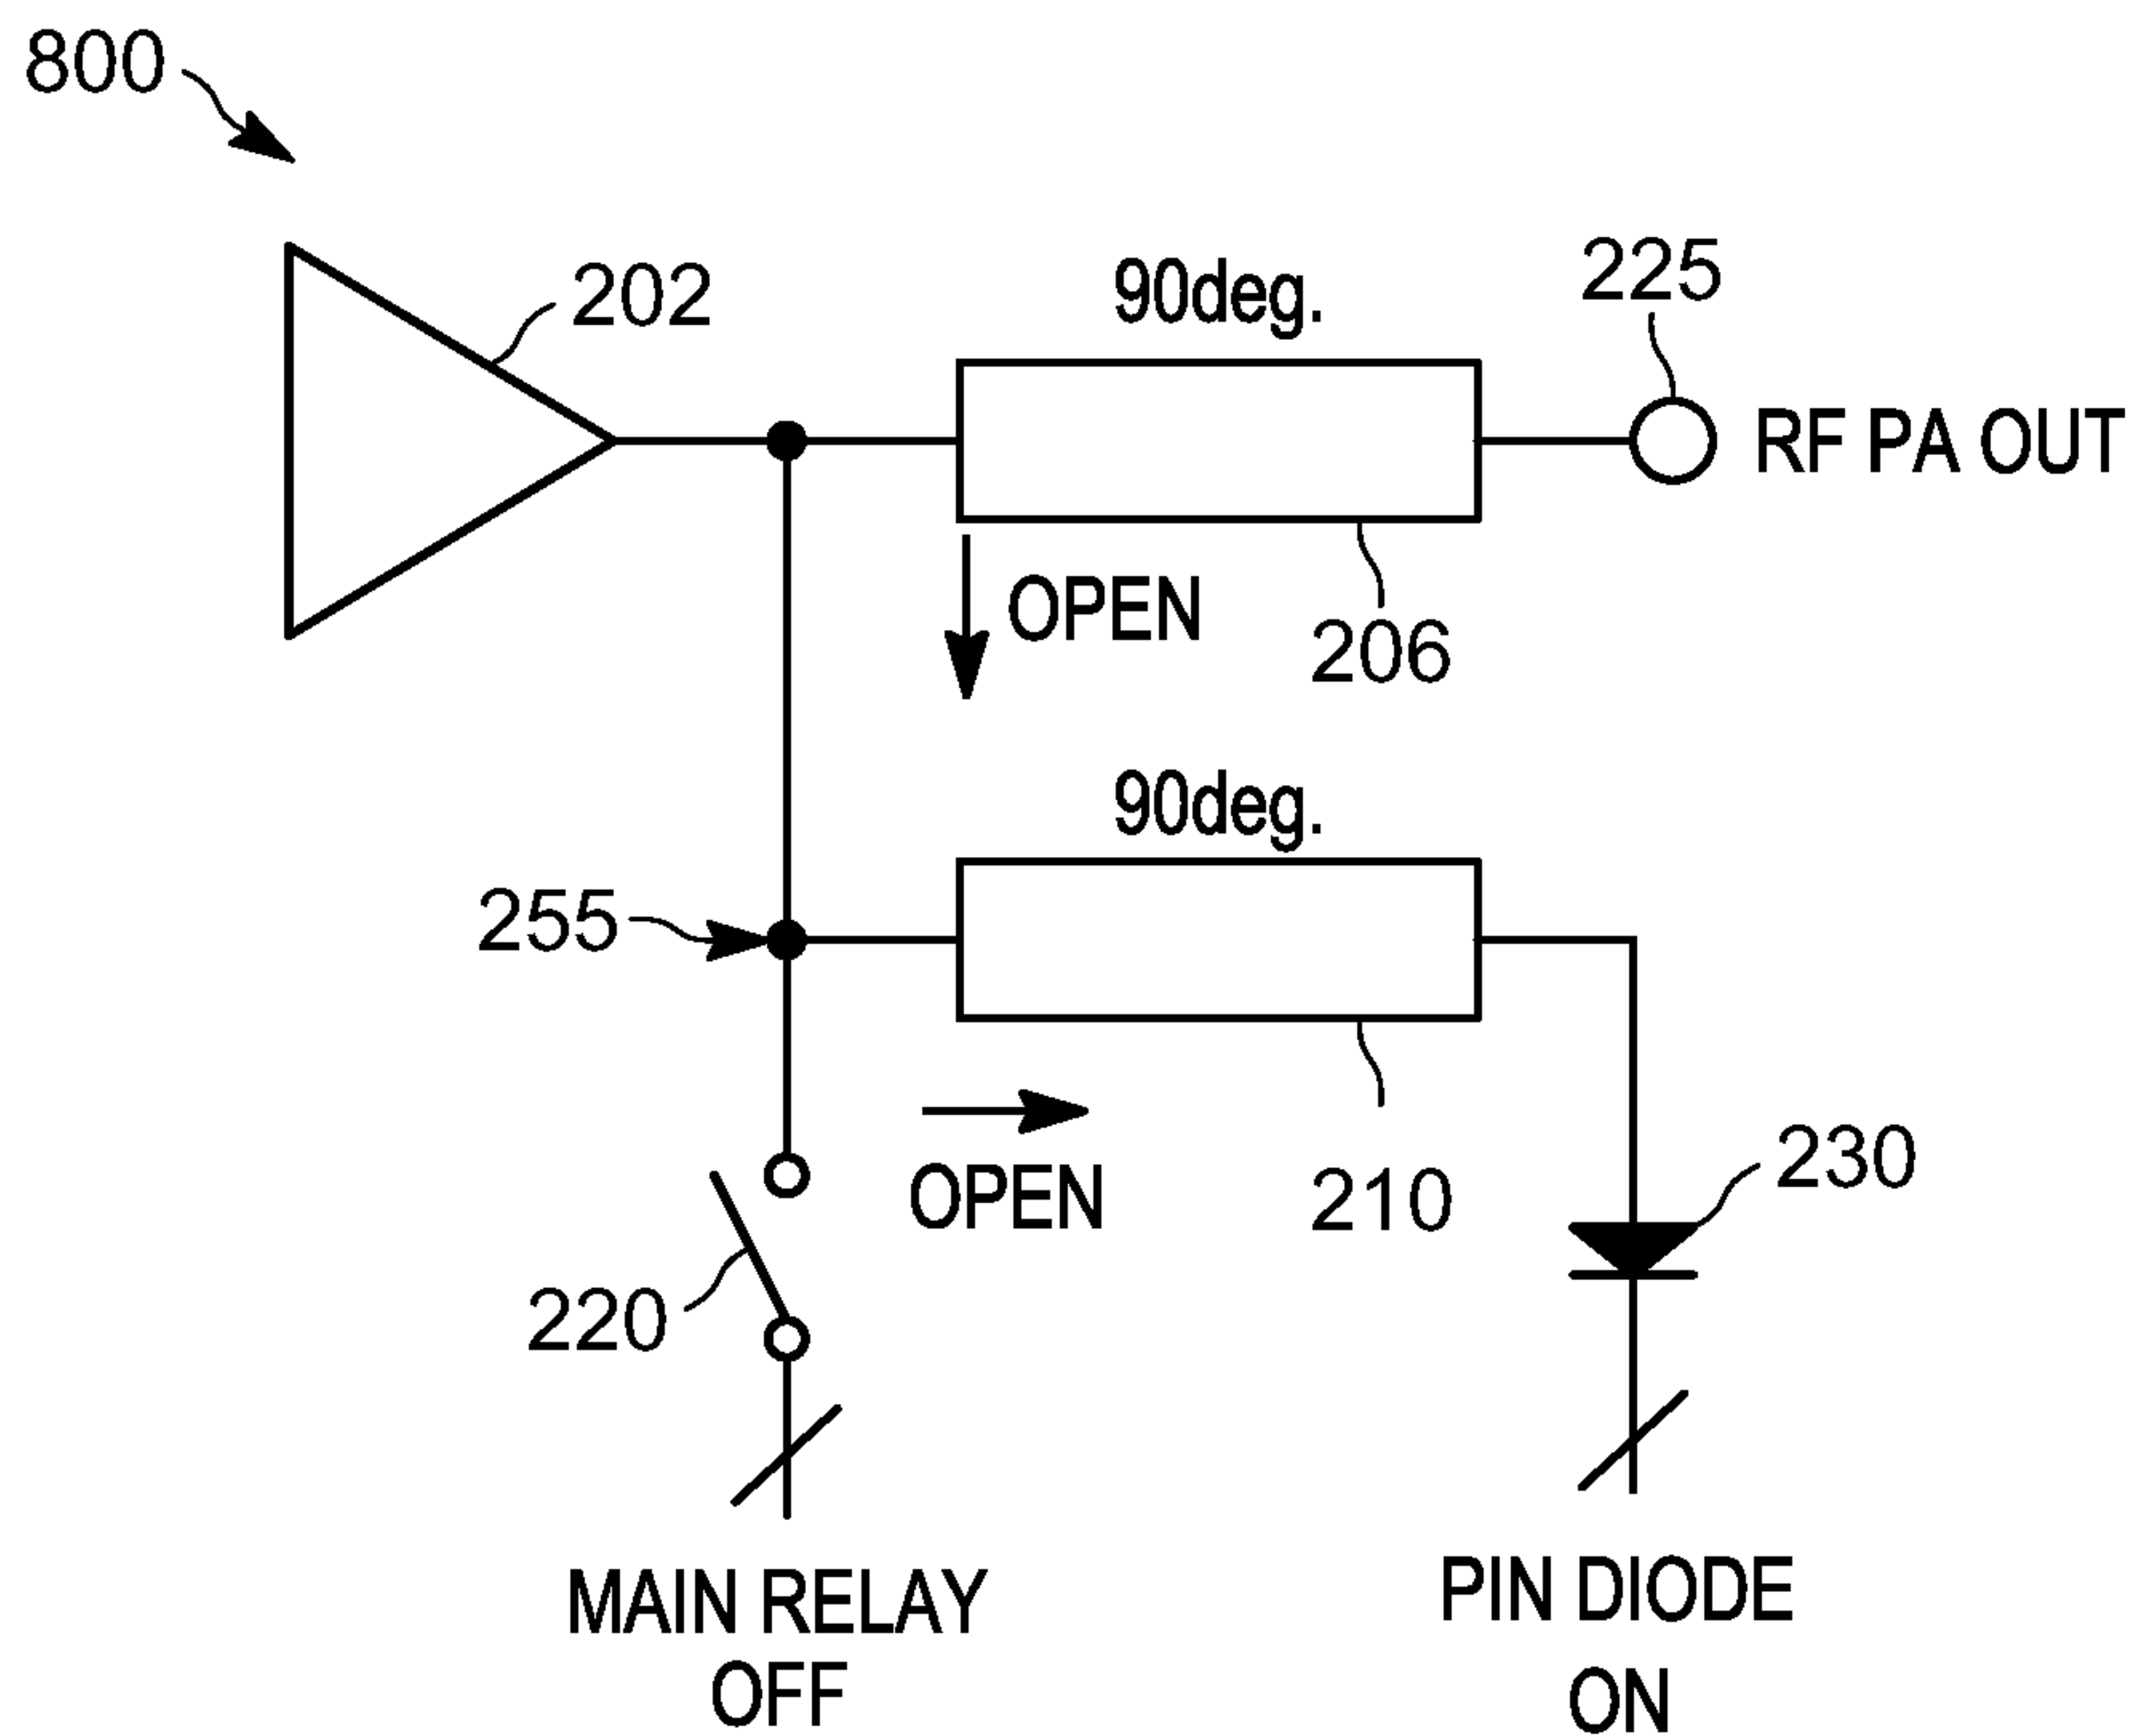 800
202
90deg.
225
RF PA OUT
OPEN
206
90deg.
255
OPEN
210
230
220
MAIN RELAY
OFF
PIN DIODE
ON